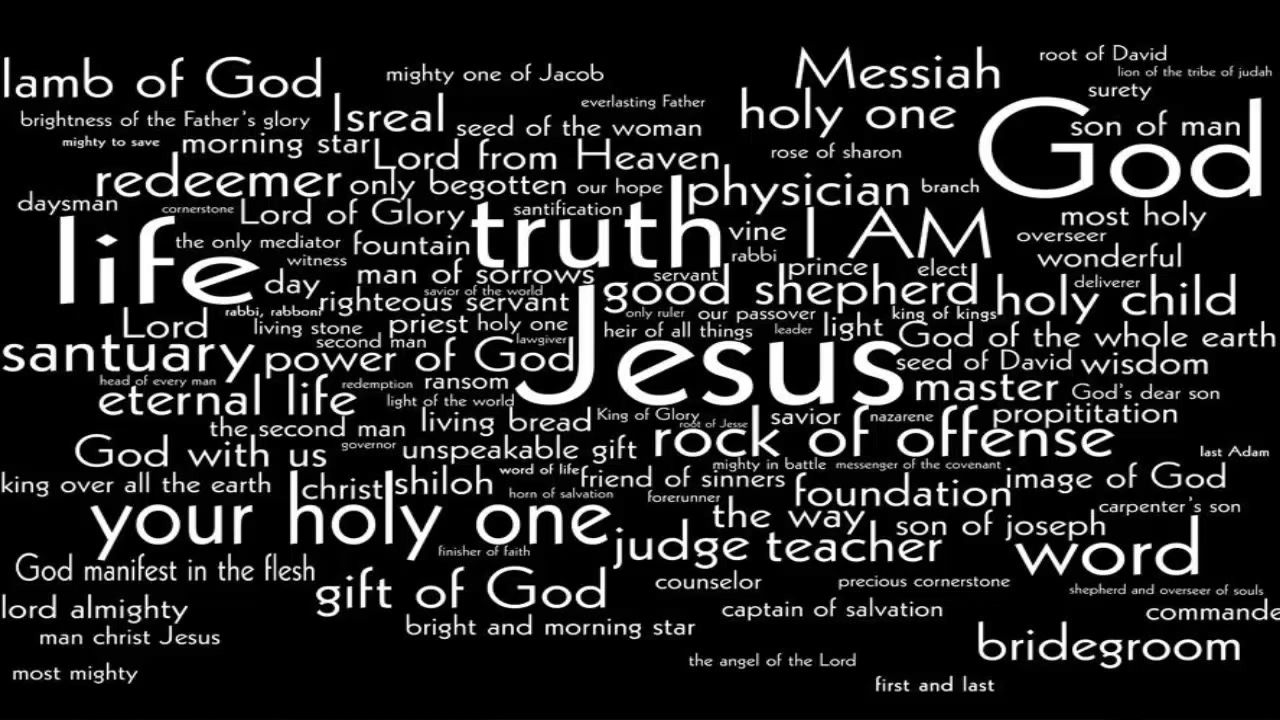 lamb of God
mighty one of Jacob
Messiah
root of David
lion of the tribe of judah
surety
everlasting Father
brightness of the Father's glory
Isreal
seed of the woman
holy one
God
son of man
mighty to save
morning star
Lord from Heaven
rose of sharon
redeemer
only begotten
our hope
physician
branch
daysman
cornerstone
Lord of Glory
santification
truth
most holy
life
the only mediator
fountain
vine
I AM
overseer
witness
rabbi
wonderful
day
man of sorrows
servant
prince
elect
deliverer
savior of the world
righteous servant
good shepherd
holy child
rabbi, rabboni
only ruler
our passover
king of kings
Lord
living stone
priest
holy one
heir of all things
leader
light
God of the whole earth
second man
lawgiver
santuary
power of God
Jesus
seed of David
wisdom
head of every man
redemption
ransom
master
God's dear son
eternal life
light of the world
the second man
living bread
King of Glory
root of Jesse
savior
nazarene
propititation
God with us
governor
unspeakable gift
rock of offense
last Adam
king over all the earth
christ
shiloh
word of life
friend of sinners
mighty in battle
messenger of the covenant
image of God
horn of salvation
forerunner
foundation
carpenter's son
your holy one
the way
son of joseph
finisher of faith
judge
teacher
word
God manifest in the flesh
gift of God
counselor
precious cornerstone
shepherd and overseer of souls
lord almighty
captain of salvation
commande
man christ Jesus
bright and morning star
bridegroom
most mighty
the angel of the Lord
first and last